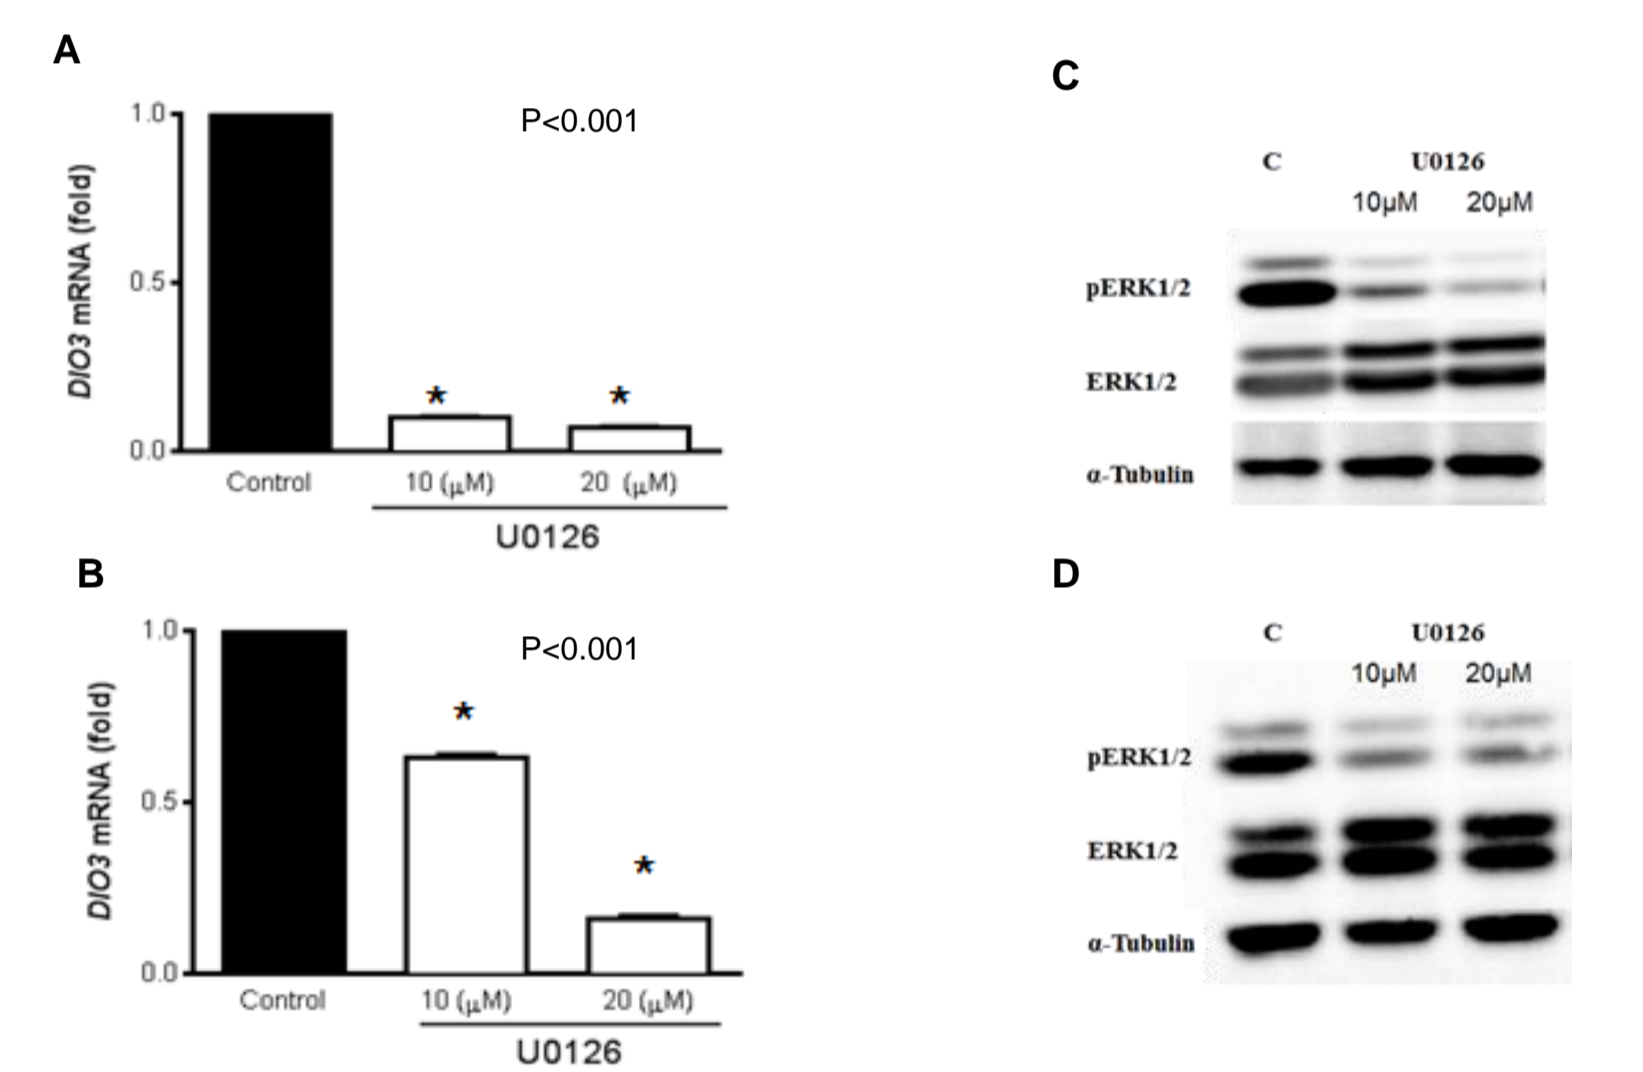 A
1.0
P<0.001
DIO3 mRNA (fold)
0.5
* *
0.0
Control 10 (μM) 20 (μM)
U0126
B
1.0
P<0.001
DIO3 mRNA (fold)
*
0.5
*
0.0
Control 10 (μM) 20 (μM)
U0126
C
C U0126
10μM 20μM
pERK1/2
ERK1/2
α-Tubulin
D
C U0126
10μM 20μM
pERK1/2
ERK1/2
α-Tubulin